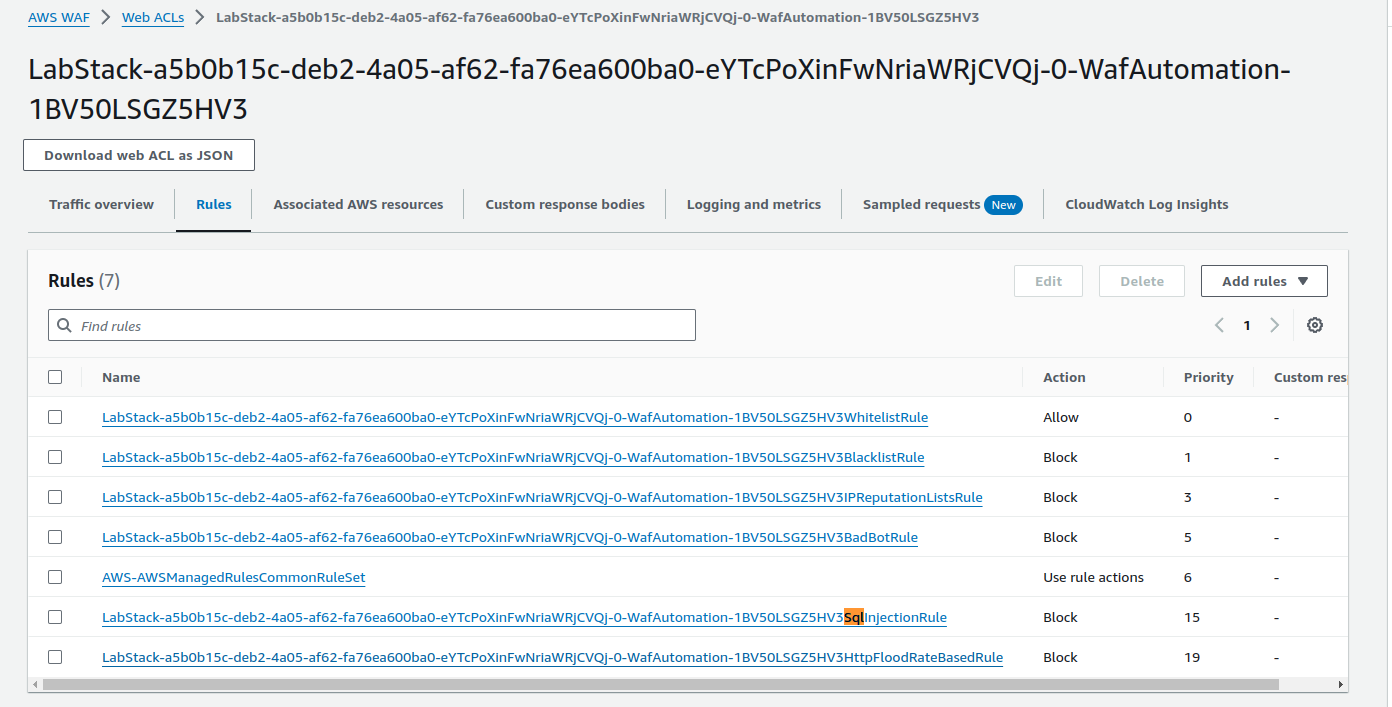 AWS WAF > Web ACLs > LabStack-a5b0b15c-deb2-4a05-af62-fa76ea600ba0-eYTcPoXinFwNriaWRjCVQj-0-WafAutomation-1BV50LSGZ5HV3
LabStack-a5b0b15c-deb2-4a05-af62-fa76ea600ba0-eYTcPoXinFwNriaWRjCVQj-0-WafAutomation-
1BV50LSGZ5HV3
Download web ACL as JSON
Traffic overview Rules Associated AWS resources Custom response bodies Logging and metrics Sampled requests New CloudWatch Log Insights
Rules (7) Edit Delete Add rules ▼
Find rules < 1 >
Name Action Priority Custom res
LabStack-a5b0b15c-deb2-4a05-af62-fa76ea600ba0-eYTcPoXinFwNriaWRjCVQj-0-WafAutomation-1BV50LSGZ5HV3WhitelistRule Allow 0 -
LabStack-a5b0b15c-deb2-4a05-af62-fa76ea600ba0-eYTcPoXinFwNriaWRjCVQj-0-WafAutomation-1BV50LSGZ5HV3BlacklistRule Block 1 -
LabStack-a5b0b15c-deb2-4a05-af62-fa76ea600ba0-eYTcPoXinFwNriaWRjCVQj-0-WafAutomation-1BV50LSGZ5HV3IPReputationListsRule Block 3 -
LabStack-a5b0b15c-deb2-4a05-af62-fa76ea600ba0-eYTcPoXinFwNriaWRjCVQj-0-WafAutomation-1BV50LSGZ5HV3BadBotRule Block 5 -
AWS-AWSManagedRulesCommonRuleSet Use rule actions 6 -
LabStack-a5b0b15c-deb2-4a05-af62-fa76ea600ba0-eYTcPoXinFwNriaWRjCVQj-0-WafAutomation-1BV50LSGZ5HV3SqlInjectionRule Block 15 -
LabStack-a5b0b15c-deb2-4a05-af62-fa76ea600ba0-eYTcPoXinFwNriaWRjCVQj-0-WafAutomation-1BV50LSGZ5HV3HttpFloodRateBasedRule Block 19 -